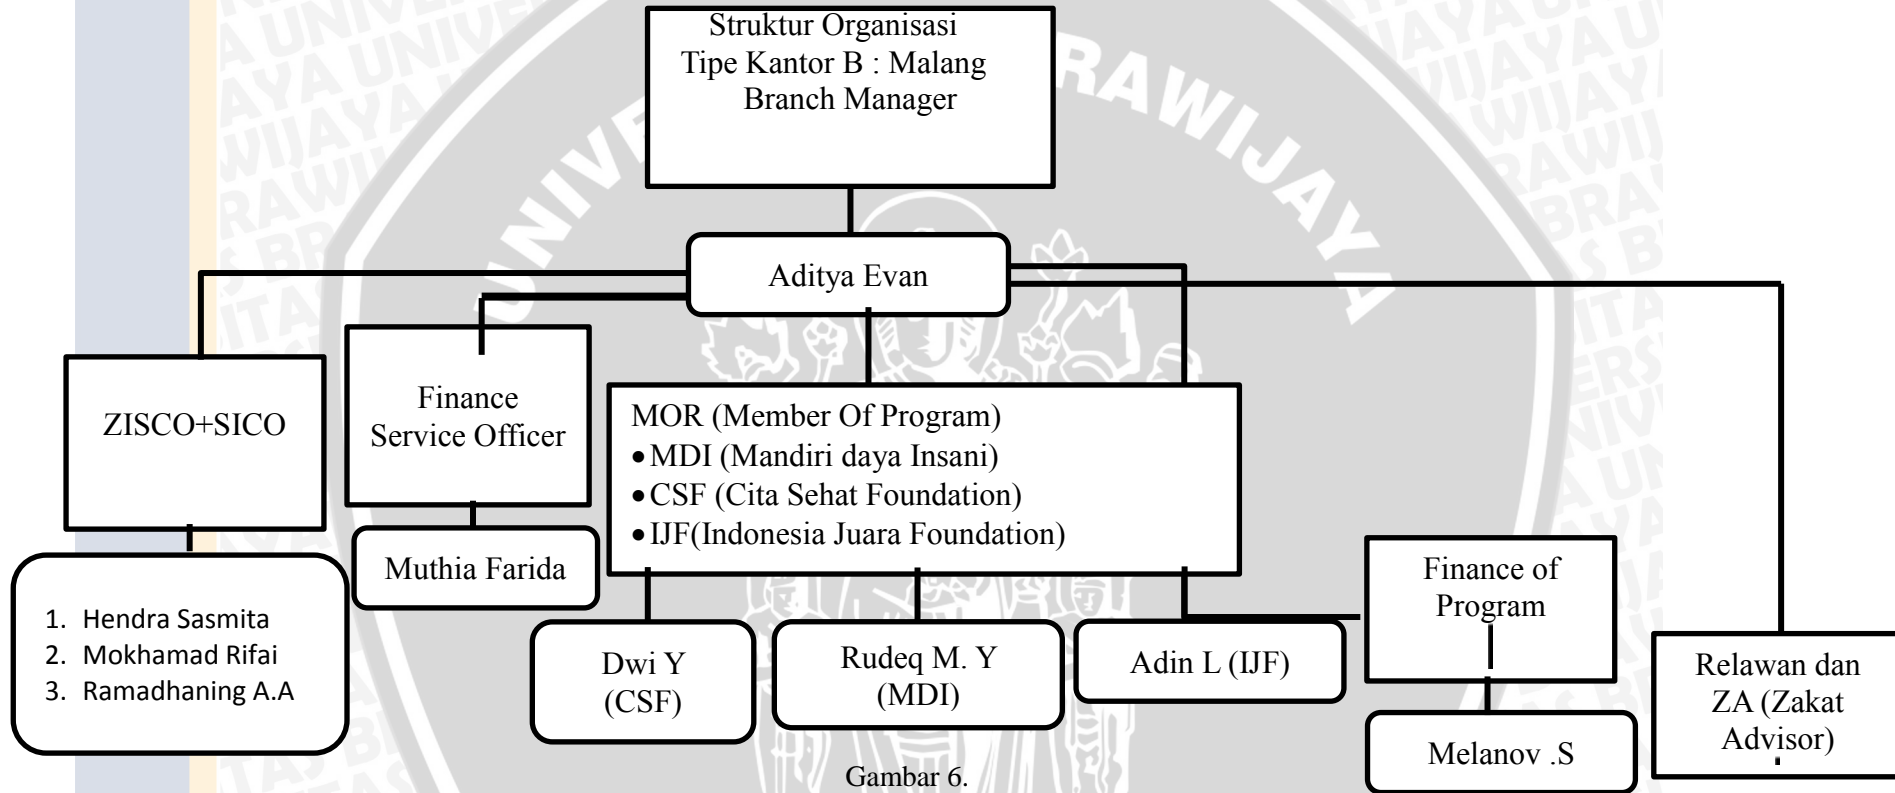 Struktur Organisasi
Tipe Kantor B : Malang
Branch Manager
UNIVE
RAWIJAYA
Aditya Evan
ZISCO+SICO
Finance
Service Officer
MOR (Member Of Program)
•MDI (Mandiri daya Insani)
•CSF (Cita Sehat Foundation)
•IJF(Indonesia Juara Foundation)
Muthia Farida
1. Hendra Sasmita
2. Mokhamad Rifai
3. Ramadhaning A.A
Dwi Y
(CSF)
Rudeq M. Y
(MDI)
Adin L (IJF)
Finance of
Program
Melanov .S
Relawan dan
ZA (Zakat
Advisor)
Gambar 6.